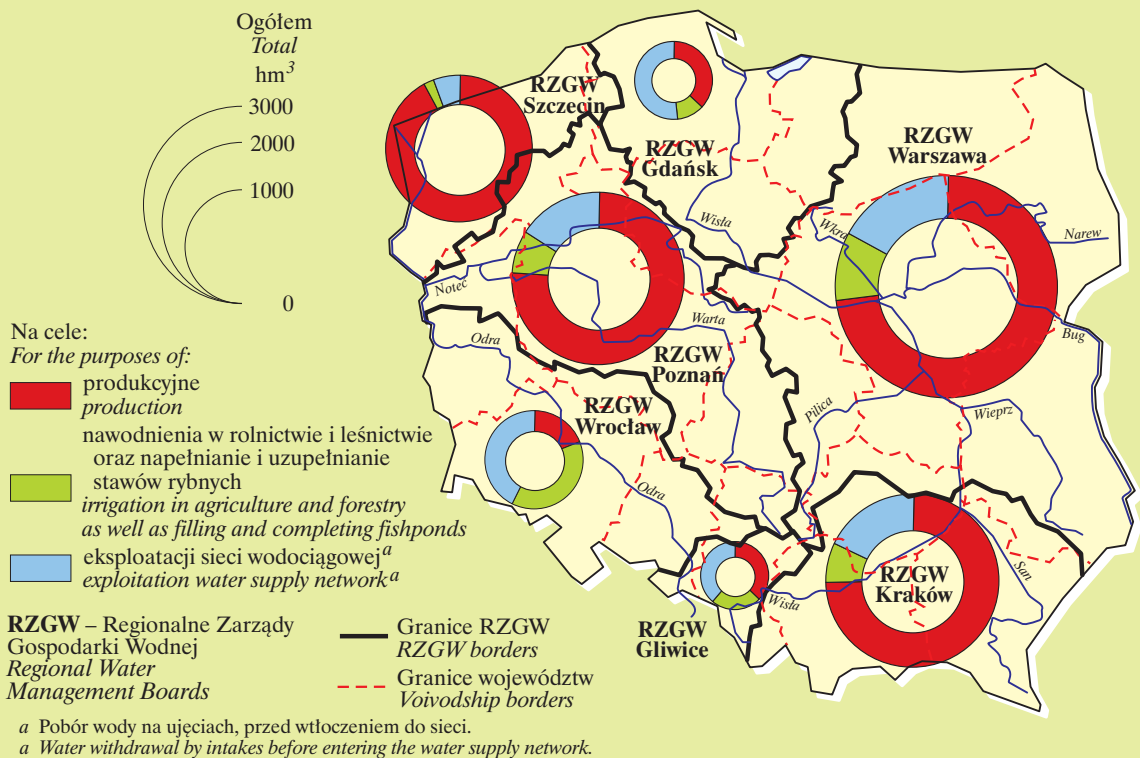 Ogółem
Total
hm³
3000
2000
1000
0
Na cele:
For the purposes of:
produkcyjne
production
nawodnienia w rolnictwie i leśnictwie
oraz napełnianie i uzupełnianie
stawów rybnych
irrigation in agriculture and forestry
as well as filling and completing fishponds
eksploatacji sieci wodociągowej a
exploitation water supply network a
RZGW – Regionalne Zarządy
Gospodarki Wodnej
Regional Water
Management Boards
Granice RZGW
RZGW borders
Granice województw
Voivodship borders
a Pobór wody na ujęciach, przed wtłoczeniem do sieci.
a Water withdrawal by intakes before entering the water supply network.
RZGW
Szczecin
RZGW
Gdańsk
RZGW
Warszawa
Wisła
Wkra
Narew
Noteć
Warta
Bug
Odra
RZGW
Poznań
RZGW
Wrocław
Pilica
Wieprz
Odra
RZGW
Kraków
San
Wisła
RZGW
Gliwice